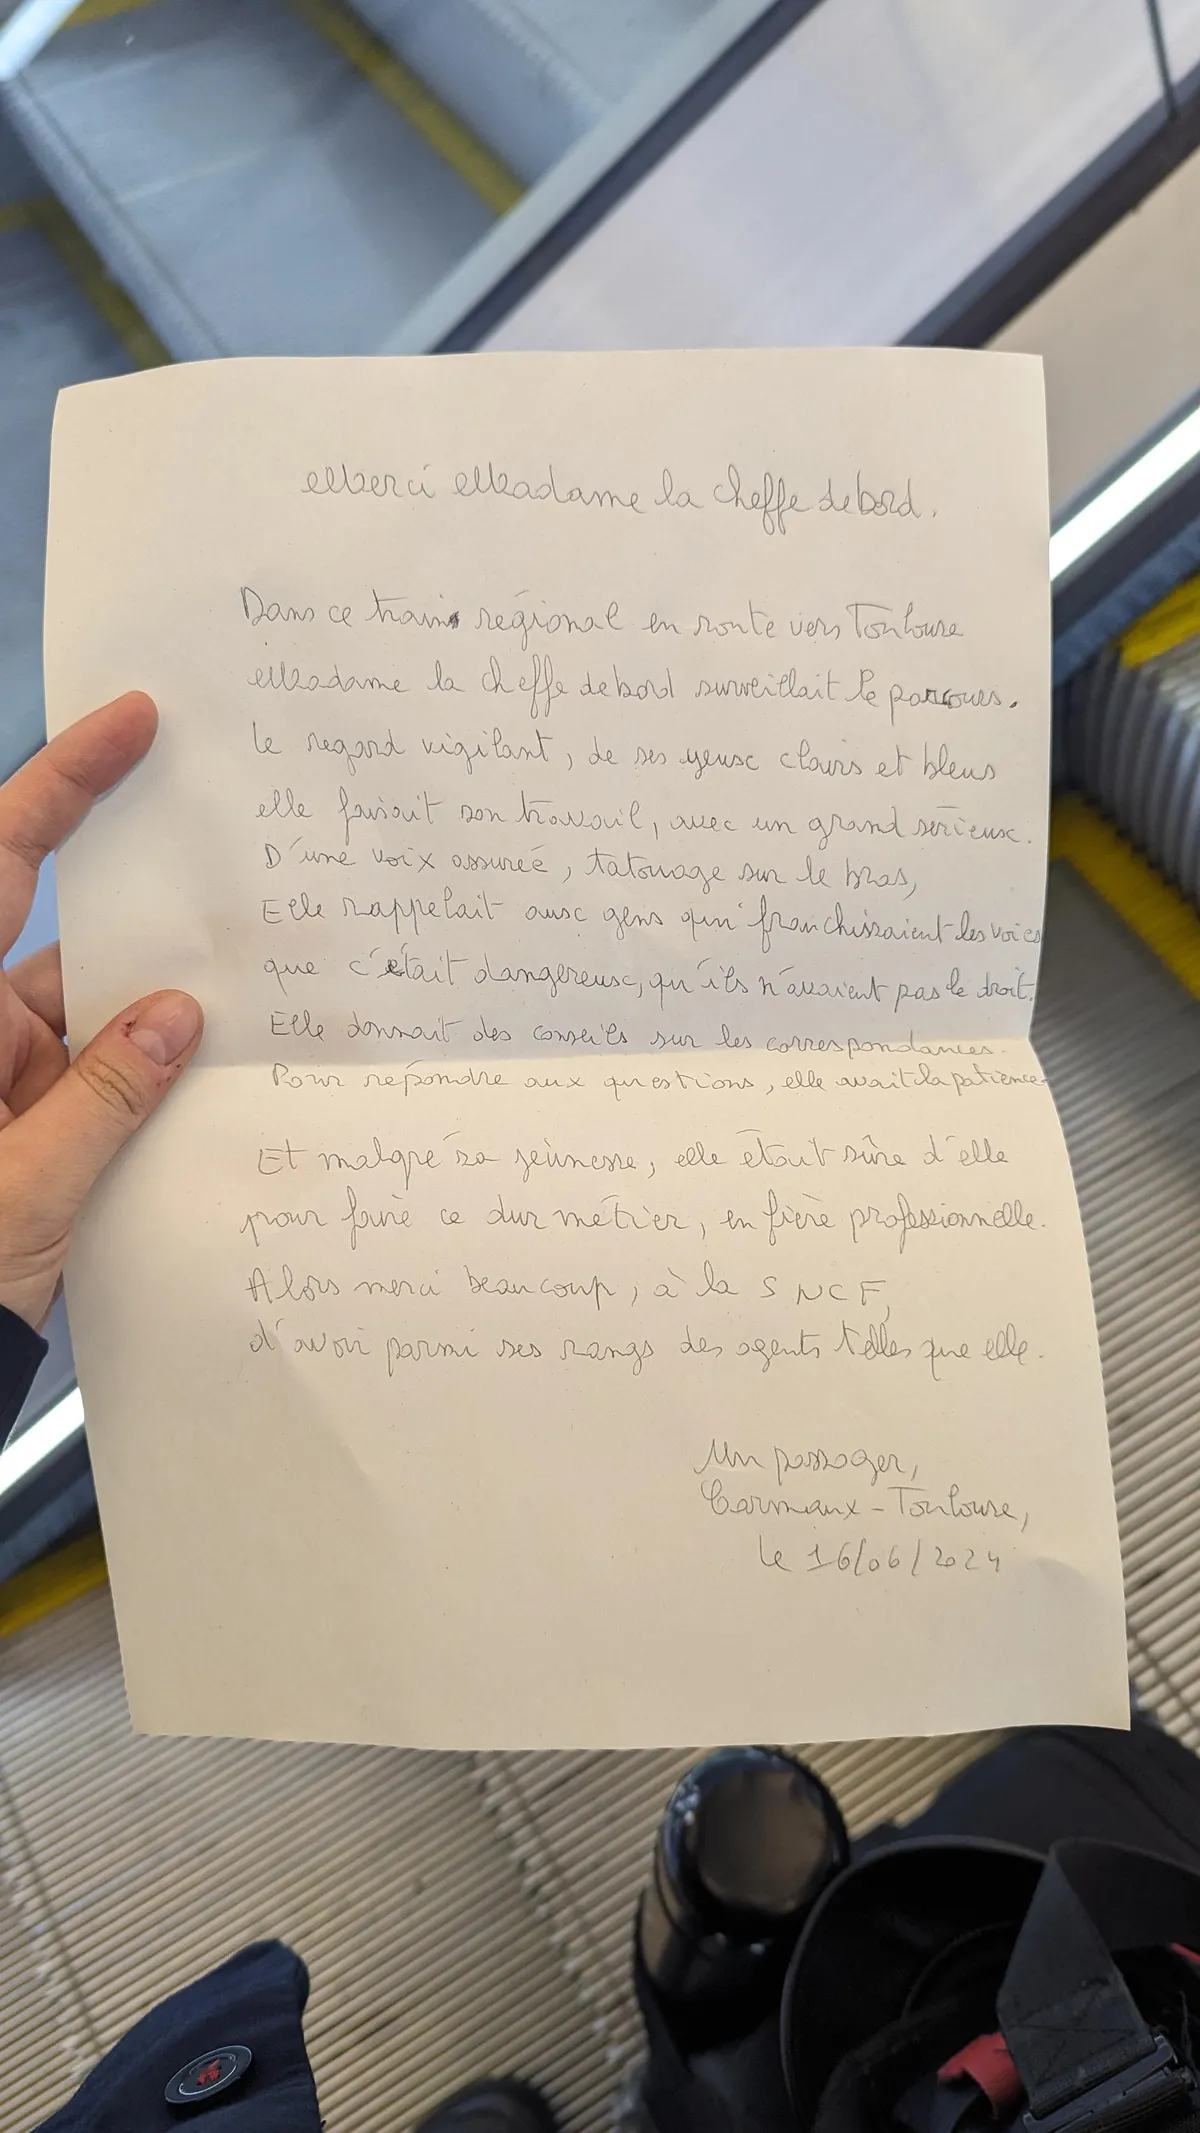 Merci Madame la cheffe de bord.
Dans ce train régional en route vers Toulouse
Madame la cheffe de bord surveillait le parcours.
Le regard vigilant, de ses yeux clairs et bleus
elle faisait son travail, avec un grand sérieux.
D'une voix assurée, tatouage sur le bras,
Elle rappelait aux gens qui franchissaient les voies
que c'était dangereux, qu'ils n'avaient pas le droit.
Elle donnait des conseils sur les correspondances.
Pour répondre aux questions, elle avait la patience.
Et malgré sa jeunesse, elle était sûre d'elle
pour faire ce dur métier, en fière professionnelle.
Alors merci beaucoup, à la SNCF,
d'avoir parmi ses rangs des agents telles que elle.
Un passager,
Carmaux-Toulouse,
le 16/06/2024